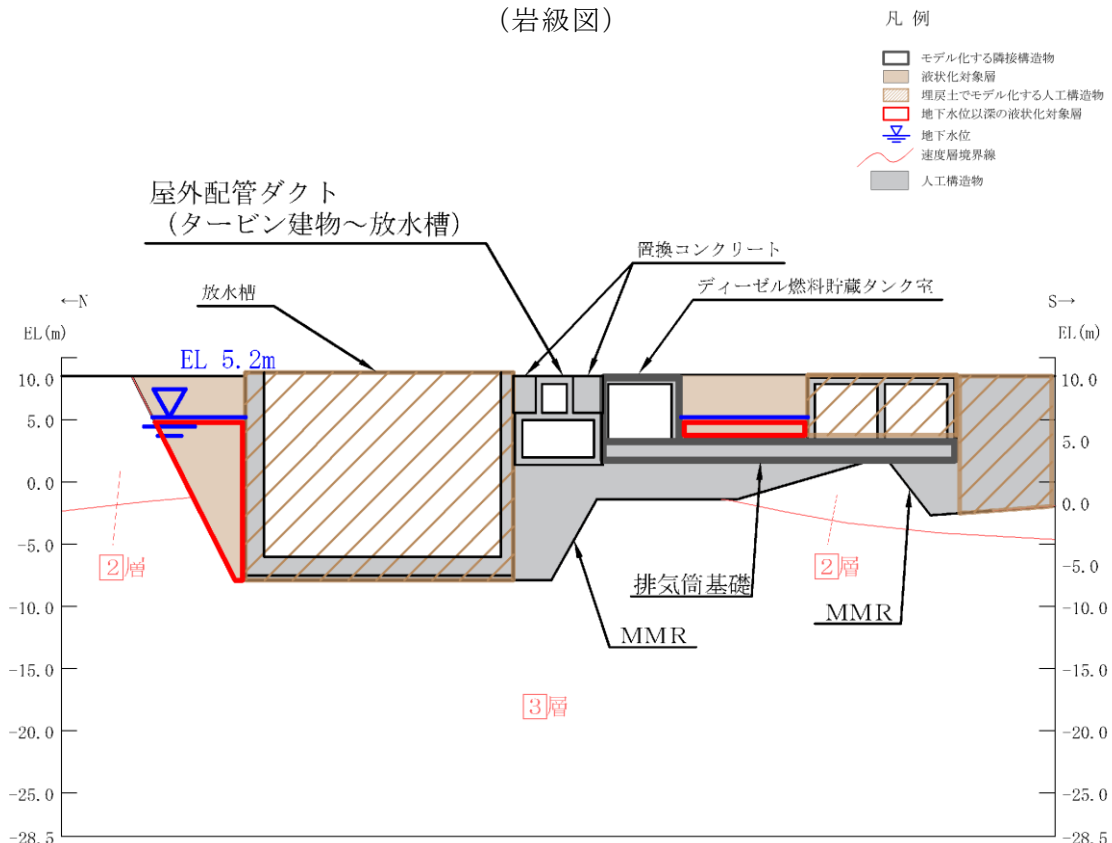 (岩級図)
凡 例
モデル化する隣接構造物
液状化対象層
埋戻土でモデル化する人工構造物
地下水位以深の液状化対象層
地下水位
速度層境界線
人工構造物
屋外配管ダクト
(タービン建物～放水槽)
置換コンクリート
放水槽
ディーゼル燃料貯蔵タンク室
←N
S→
EL(m)
EL(m)
EL 5.2m
10.0
10.0
5.0
5.0
0.0
0.0
-5.0
-5.0
2層
2層
排気筒基礎
MMR
MMR
-10.0
-10.0
-15.0
-15.0
3層
-20.0
-20.0
-25.0
-25.0
-28.5
-28.5